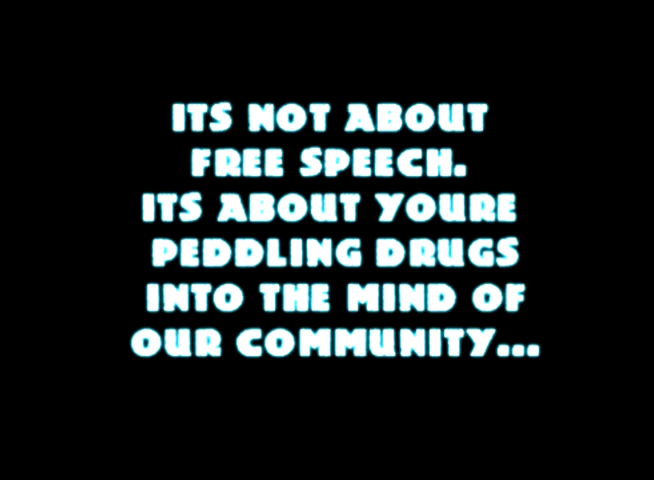 ITS NOT ABOUT
FREE SPEECH.
ITS ABOUT YOURE
PEDDLING DRUGS
INTO THE MIND OF
OUR COMMUNITY...